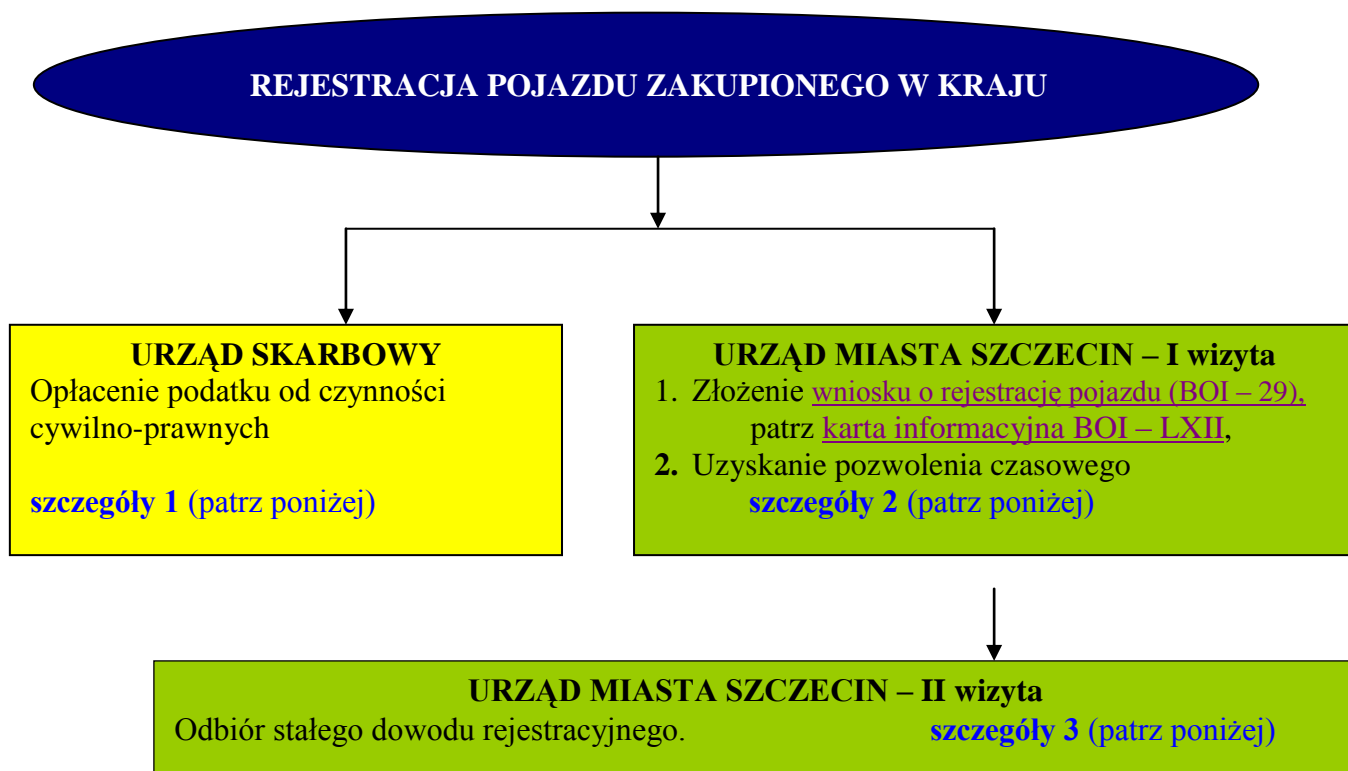 REJESTRACJA POJAZDU ZAKUPIONEGO W KRAJU
URZĄD SKARBOWY
Opłacenie podatku od czynności
cywilno-prawnych
szczegóły 1 (patrz poniżej)
URZĄD MIASTA SZCZECIN – I wizyta
1. Złożenie wniosku o rejestrację pojazdu (BOI – 29),
patrz karta informacyjna BOI – LXII,
2. Uzyskanie pozwolenia czasowego
szczegóły 2 (patrz poniżej)
URZĄD MIASTA SZCZECIN – II wizyta
Odbiór stałego dowodu rejestracyjnego. szczegóły 3 (patrz poniżej)